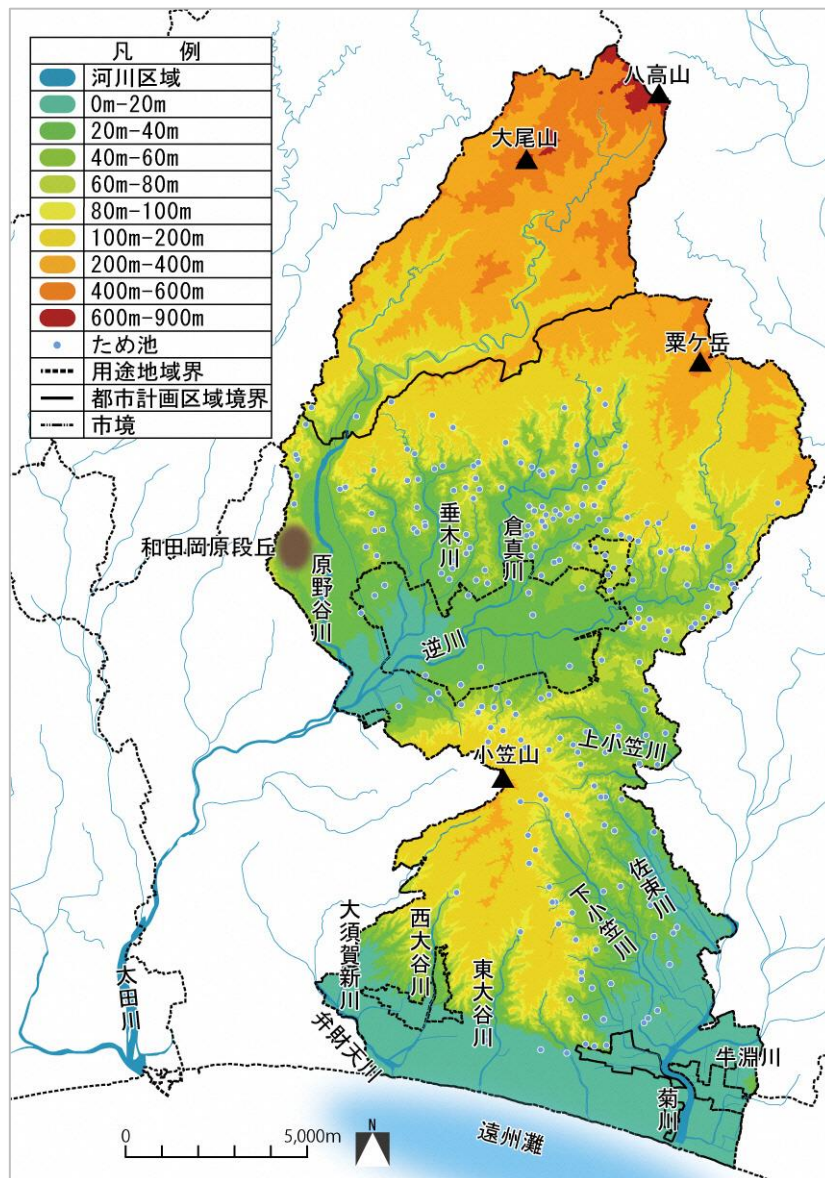 凡 例
河川区域
0m-20m
20m-40m
40m-60m
60m-80m
80m-100m
100m-200m
200m-400m
400m-600m
600m-900m
ため池
用途地域界
都市計画区域境界
市境
八高山
大尾山
粟ケ岳
和田岡原段丘
垂木川
倉真川
原野谷川
逆川
上小笠川
小笠山
佐束川
下小笠川
大須賀新川
西大谷川
東大谷川
太田川
弁財天川
牛淵川
菊川
遠州灘
0 5,000m
N